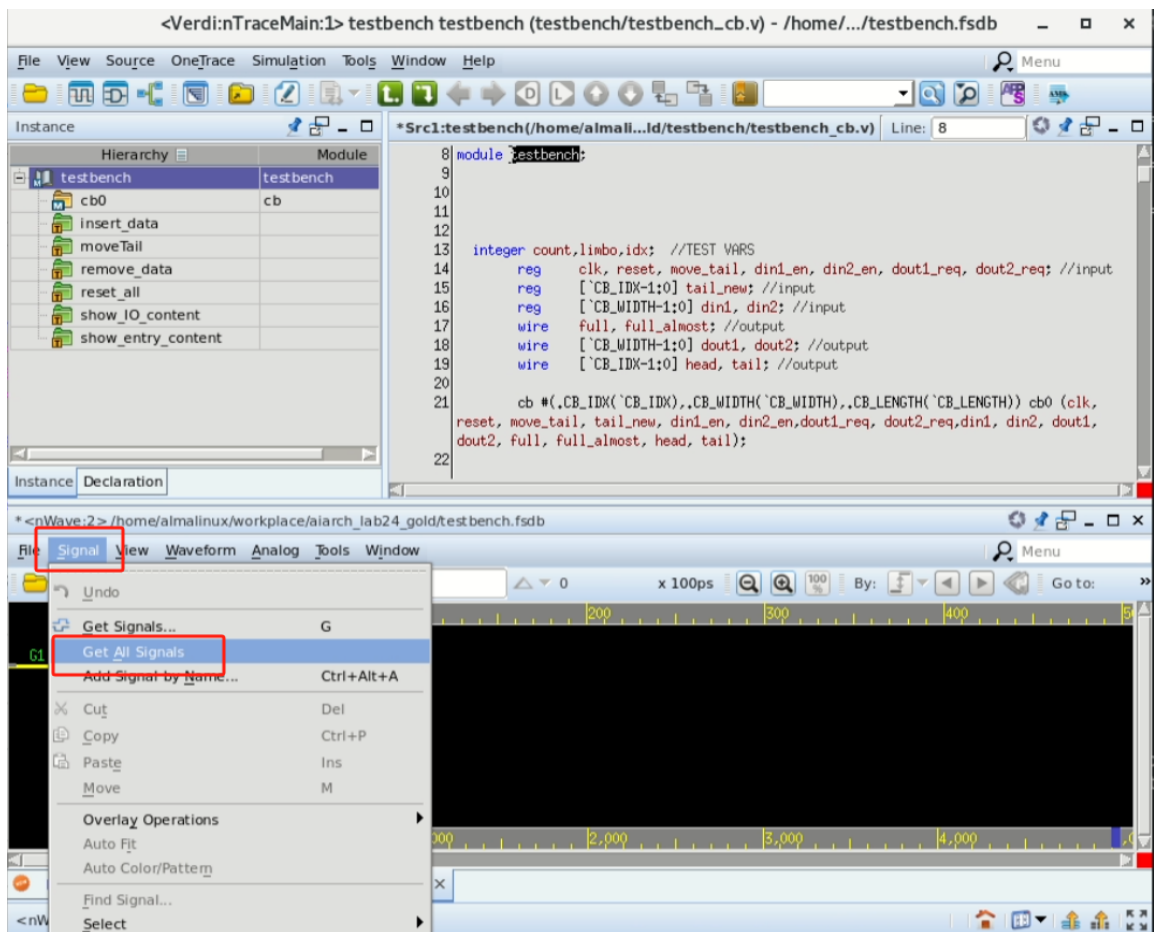 <Verdi:nTraceMain:1> testbench testbench (testbench/testbench_cb.v) - /home/.../testbench.fsdb
File View Source OneTrace Simulation Tools Window Help
Menu
Instance
*Src1:testbench(/home/almali...ld/testbench/testbench_cb.v) Line: 8
Hierarchy Module
testbench testbench
cb0 cb
insert_data
moveTail
remove_data
reset_all
show_IO_content
show_entry_content
Instance Declaration
8 module testbench;
9
10
11
12
13 integer count,limbo,idx; //TEST VARS
14 reg clk, reset, move_tail, din1_en, din2_en, dout1_req, dout2_req; //input
15 reg [`CB_IDX-1:0] tail_new; //input
16 reg [`CB_WIDTH-1:0] din1, din2; //input
17 wire full, full_almost; //output
18 wire [`CB_WIDTH-1:0] dout1, dout2; //output
19 wire [`CB_IDX-1:0] head, tail; //output
20
21 cb #(.CB_IDX(`CB_IDX),.CB_WIDTH(`CB_WIDTH),.CB_LENGTH(`CB_LENGTH)) cb0 (clk,
reset, move_tail, tail_new, din1_en, din2_en,dout1_req, dout2_req,din1, din2, dout1,
dout2, full, full_almost, head, tail);
22
*<nWave:2> /home/almalinux/workplace/aiarch_lab24_gold/testbench.fsdb
File Signal View Waveform Analog Tools Window
Menu
0 x 100ps 100% By: Go to: »
Undo
Get Signals... G
Get All Signals
Add Signal by Name... Ctrl+Alt+A
Cut Del
Copy Ctrl+P
Paste Ins
Move M
Overlay Operations
Auto Fit
Auto Color/Pattern
Find Signal...
Select
G1
200 300 400
2,000 3,000 4,000
<nW